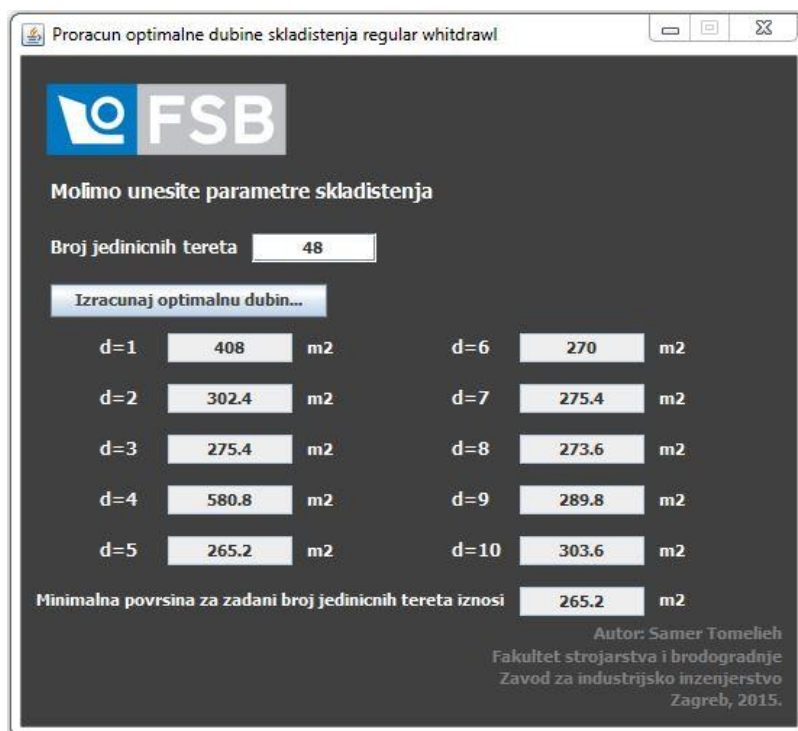 Proracun optimalne dubine skladistenja regular whitdrawl
FSB
Molimo unesite parametre skladistenja
Broj jedinicnih tereta 48
Izracunaj optimalnu dubin...
d=1 408 m2 d=6 270 m2
d=2 302.4 m2 d=7 275.4 m2
d=3 275.4 m2 d=8 273.6 m2
d=4 580.8 m2 d=9 289.8 m2
d=5 265.2 m2 d=10 303.6 m2
Minimalna povrsina za zadani broj jedinicnih tereta iznosi 265.2 m2
Autor: Samer Tomelieh
Fakultet strojarstva i brodogradnje
Zavod za industrijsko inzenjerstvo
Zagreb, 2015.